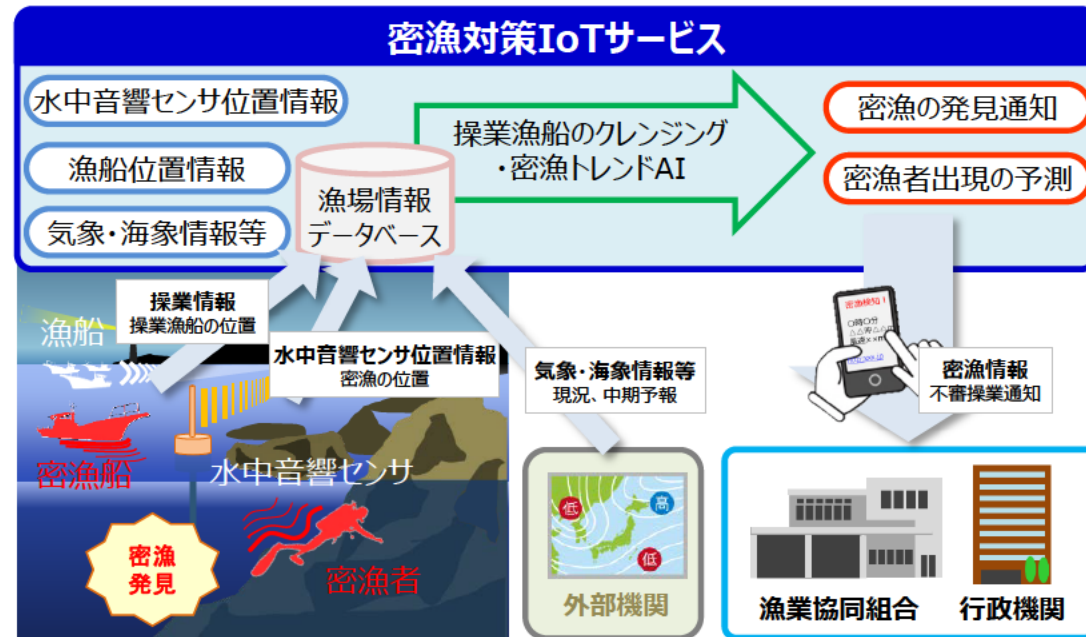 密漁対策IoTサービス
水中音響センサ位置情報
漁船位置情報
気象・海象情報等
漁場情報
データベース
操業漁船のクレンジング
・密漁トレンドAI
密漁の発見通知
密漁者出現の予測
漁船
操業情報
操業漁船の位置
水中音響センサ位置情報
密漁の位置
気象・海象情報等
現況、中期予報
密漁検知!
〇時〇分
密漁情報
不審操業通知
密漁船
水中音響センサ
密漁
発見
密漁者
低
高
低
外部機関
漁業協同組合
行政機関